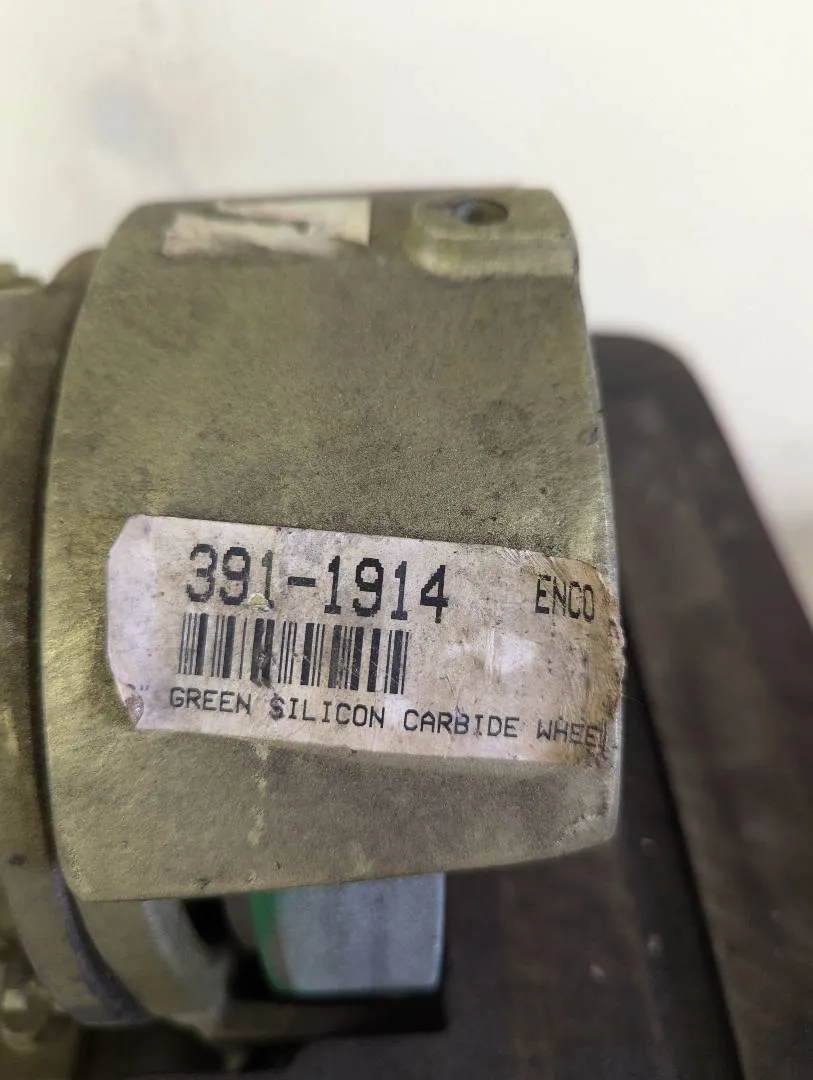 391-1914 ENCO
GREEN SILICON CARBIDE WHEEL